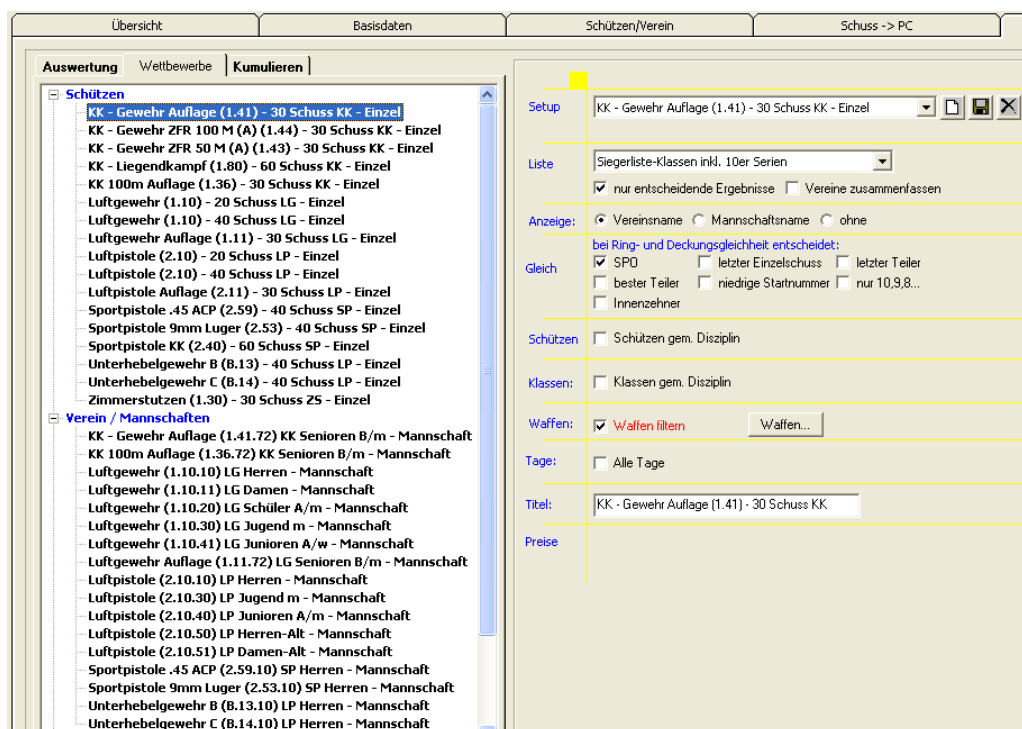 Übersicht Basisdaten Schützen/Verein Schuss -> PC
Auswertung Wettbewerbe Kumulieren
Schützen
KK - Gewehr Auflage (1.41) - 30 Schuss KK - Einzel
KK - Gewehr ZFR 100 M (A) (1.44) - 30 Schuss KK - Einzel
KK - Gewehr ZFR 50 M (A) (1.43) - 30 Schuss KK - Einzel
KK - Liegendkampf (1.80) - 60 Schuss KK - Einzel
KK 100m Auflage (1.36) - 30 Schuss KK - Einzel
Luftgewehr (1.10) - 20 Schuss LG - Einzel
Luftgewehr (1.10) - 40 Schuss LG - Einzel
Luftgewehr Auflage (1.11) - 30 Schuss LG - Einzel
Luftpistole (2.10) - 20 Schuss LP - Einzel
Luftpistole (2.10) - 40 Schuss LP - Einzel
Luftpistole Auflage (2.11) - 30 Schuss LP - Einzel
Sportpistole .45 ACP (2.59) - 40 Schuss SP - Einzel
Sportpistole 9mm Luger (2.53) - 40 Schuss SP - Einzel
Sportpistole KK (2.40) - 60 Schuss SP - Einzel
Unterhebelgewehr B (B.13) - 40 Schuss LP - Einzel
Unterhebelgewehr C (B.14) - 40 Schuss LP - Einzel
Zimmerstutzen (1.30) - 30 Schuss ZS - Einzel
Verein / Mannschaften
KK - Gewehr Auflage (1.41.72) KK Senioren B/m - Mannschaft
KK 100m Auflage (1.36.72) KK Senioren B/m - Mannschaft
Luftgewehr (1.10.10) LG Herren - Mannschaft
Luftgewehr (1.10.11) LG Damen - Mannschaft
Luftgewehr (1.10.20) LG Schüler A/m - Mannschaft
Luftgewehr (1.10.30) LG Jugend m - Mannschaft
Luftgewehr (1.10.41) LG Junioren A/w - Mannschaft
Luftgewehr Auflage (1.11.72) LG Senioren B/m - Mannschaft
Luftpistole (2.10.10) LP Herren - Mannschaft
Luftpistole (2.10.30) LP Jugend m - Mannschaft
Luftpistole (2.10.40) LP Junioren A/m - Mannschaft
Luftpistole (2.10.50) LP Herren-Alt - Mannschaft
Luftpistole (2.10.51) LP Damen-Alt - Mannschaft
Sportpistole .45 ACP (2.59.10) SP Herren - Mannschaft
Sportpistole 9mm Luger (2.53.10) SP Herren - Mannschaft
Unterhebelgewehr B (B.13.10) LP Herren - Mannschaft
Unterhebelgewehr C (B.14.10) LP Herren - Mannschaft
Setup KK - Gewehr Auflage (1.41) - 30 Schuss KK - Einzel
Liste Siegerliste-Klassen inkl. 10er Serien
nur entscheidende Ergebnisse Vereine zusammenfassen
Anzeige: Vereinsname Mannschaftsname ohne
bei Ring- und Deckungsgleichheit entscheidet:
Gleich SPO letzter Einzelschuss letzter Teiler
bester Teiler niedrige Startnummer nur 10,9,8...
Innenzehner
Schützen Schützen gem. Disziplin
Klassen: Klassen gem. Disziplin
Waffen: Waffen filtern Waffen...
Tage: Alle Tage
Titel: KK - Gewehr Auflage (1.41) - 30 Schuss KK
Preise